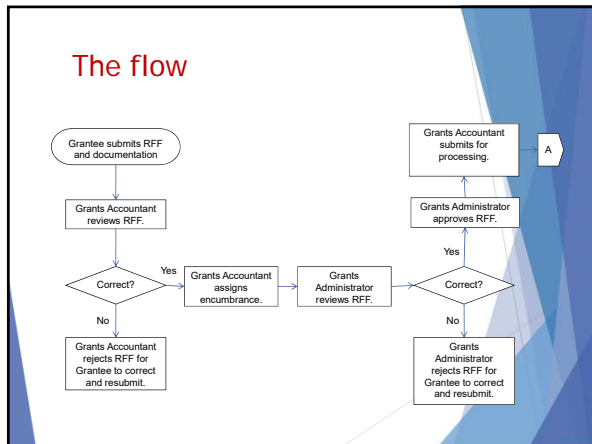 The flow
Grantee submits RFF
and documentation
Grants Accountant
reviews RFF.
Correct?
Yes
No
Grants Accountant
rejects RFF for
Grantee to correct
and resubmit.
Grants Accountant
assigns
encumbrance.
Grants
Administrator
reviews RFF.
Correct?
Yes
No
Grants
Administrator
rejects RFF for
Grantee to correct
and resubmit.
Grants Administrator
approves RFF.
Grants Accountant
submits for
processing.
A